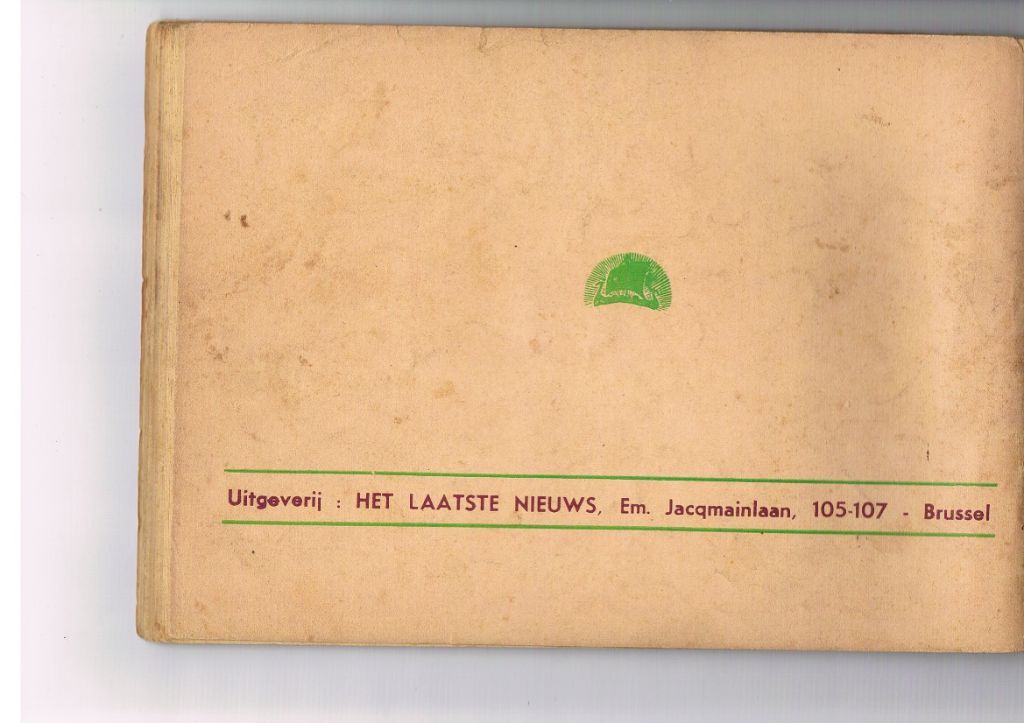 Uitgeverij : HET LAATSTE NIEUWS, Em. Jacqmainlaan, 105-107 - Brussel